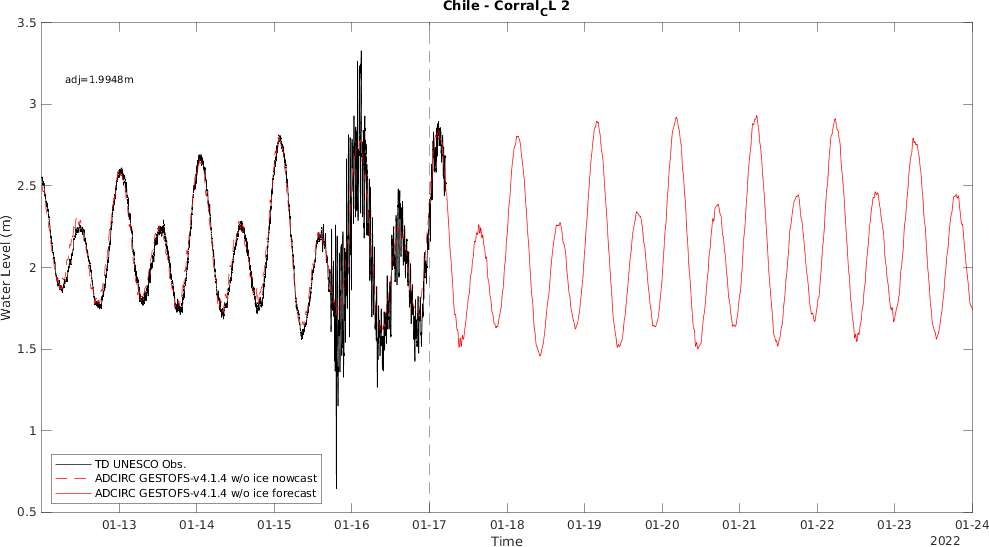 Chile - Corral_CL 2
3.5
adj=1.9948m
3
2.5
2
1.5
1
0.5
Water Level (m)
TD UNESCO Obs.
ADCIRC GESTOFS-v4.1.4 w/o ice nowcast
ADCIRC GESTOFS-v4.1.4 w/o ice forecast
01-13 01-14 01-15 01-16 01-17 01-18 01-19 01-20 01-21 01-22 01-23 01-24
Time
2022